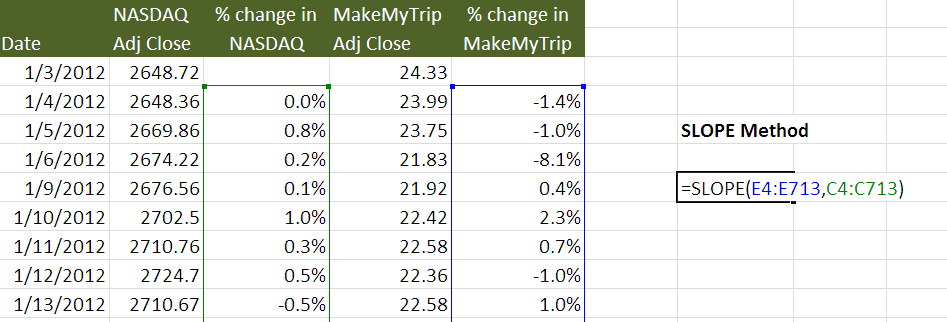 NASDAQ % change in MakeMyTrip % change in
Date Adj Close NASDAQ Adj Close MakeMyTrip
1/3/2012 2648.72 24.33
1/4/2012 2648.36 0.0% 23.99 -1.4%
1/5/2012 2669.86 0.8% 23.75 -1.0% SLOPE Method
1/6/2012 2674.22 0.2% 21.83 -8.1%
1/9/2012 2676.56 0.1% 21.92 0.4% =SLOPE(E4:E713,C4:C713)
1/10/2012 2702.5 1.0% 22.42 2.3%
1/11/2012 2710.76 0.3% 22.58 0.7%
1/12/2012 2724.7 0.5% 22.36 -1.0%
1/13/2012 2710.67 -0.5% 22.58 1.0%